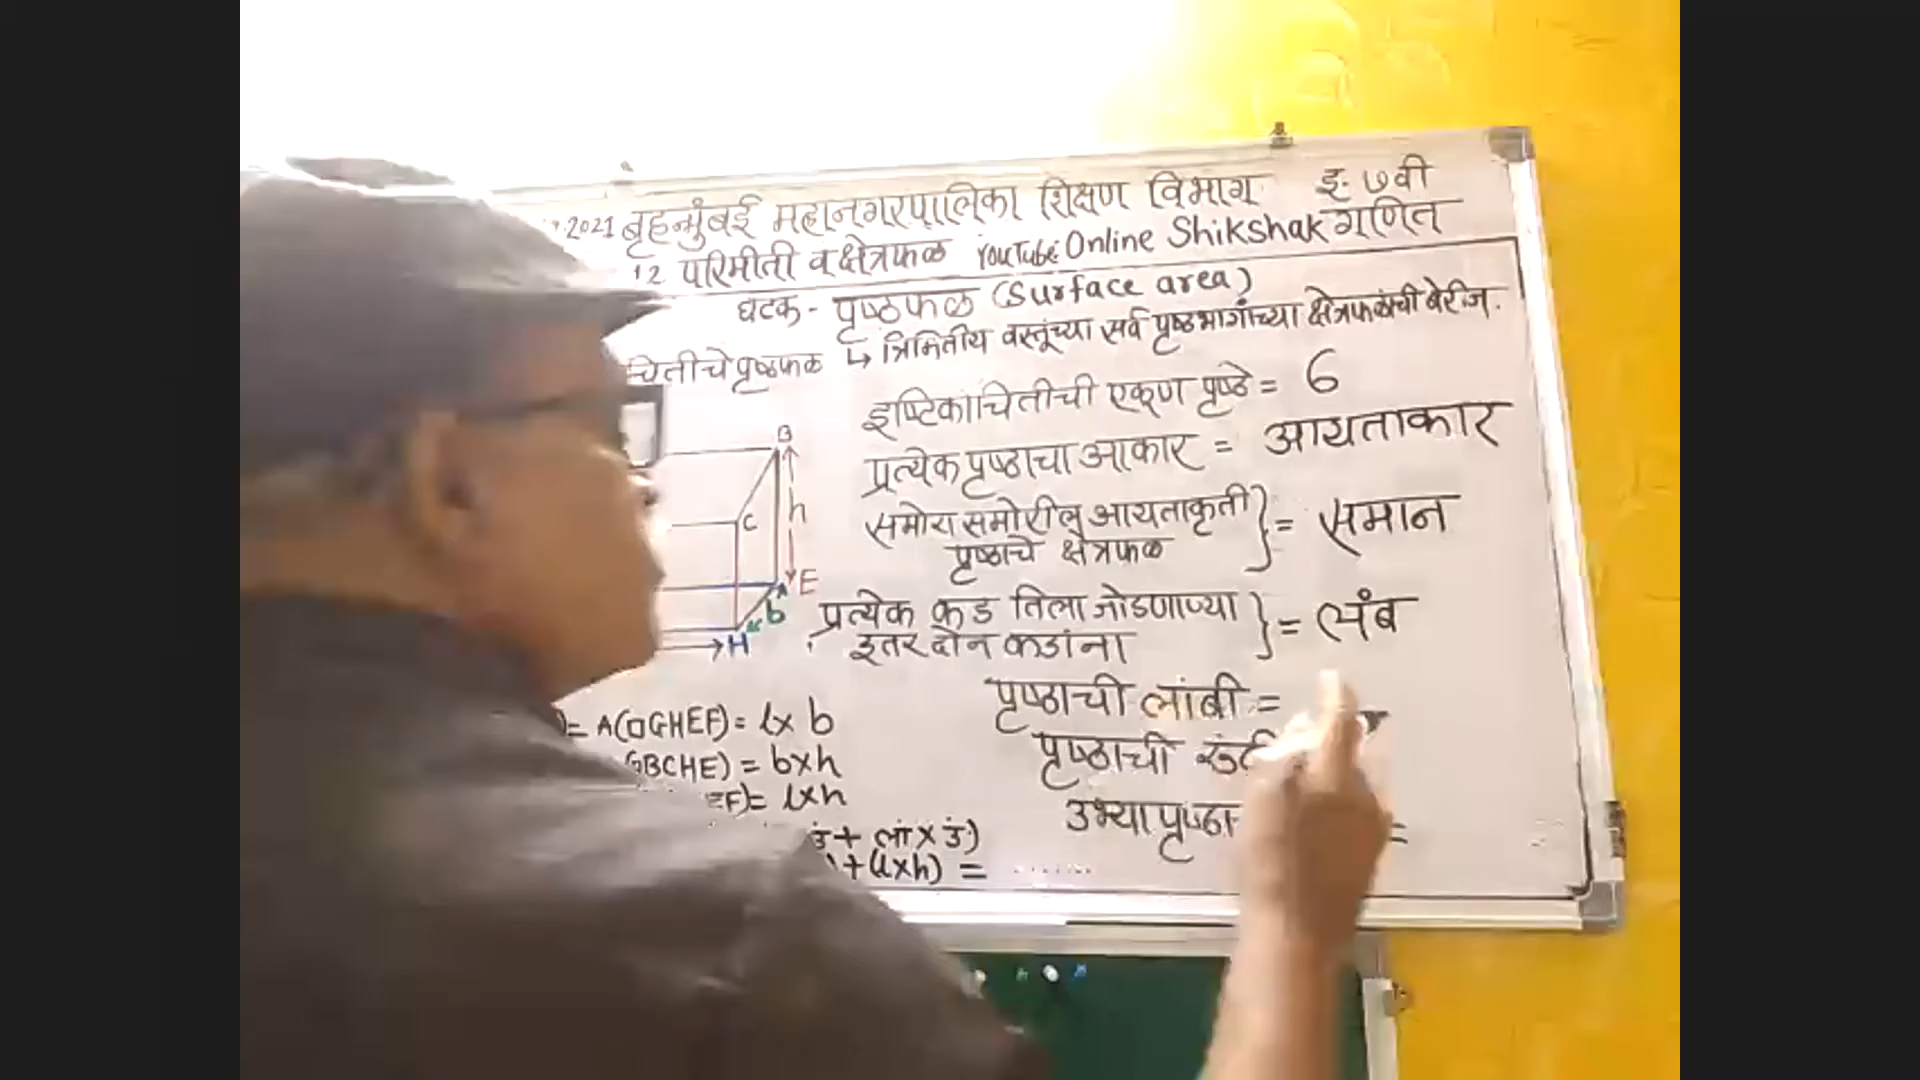 2021 बृहन्मुंबई महानगरपालिका शिक्षण विभाग इ. ७वी
12 परिमीती व क्षेत्रफळ YouTube: Online Shikshak गणित
घटक - पृष्ठफळ (Surface area)
चितीचे पृष्ठफळ ↳ त्रिमितीय वस्तूंच्या सर्व पृष्ठभागांच्या क्षेत्रफळांची बेरीज.
इष्टिकाचितीची एकूण पृष्ठे = 6
प्रत्येक पृष्ठाचा आकार = आयताकार
समोरासमोरील आयताकृती
पृष्ठाचे क्षेत्रफळ } = समान
प्रत्येक कड तिला जोडणाऱ्या
इतर दोन कडांना } = लंब
B
C
h
E
b
H
पृष्ठाची लांबी =
पृष्ठाची
उभ्या
= A(□GHEF) = l x b
BCHE) = b x h
EF) = l x h
+ लां x उं)
+ (l x h) = ........